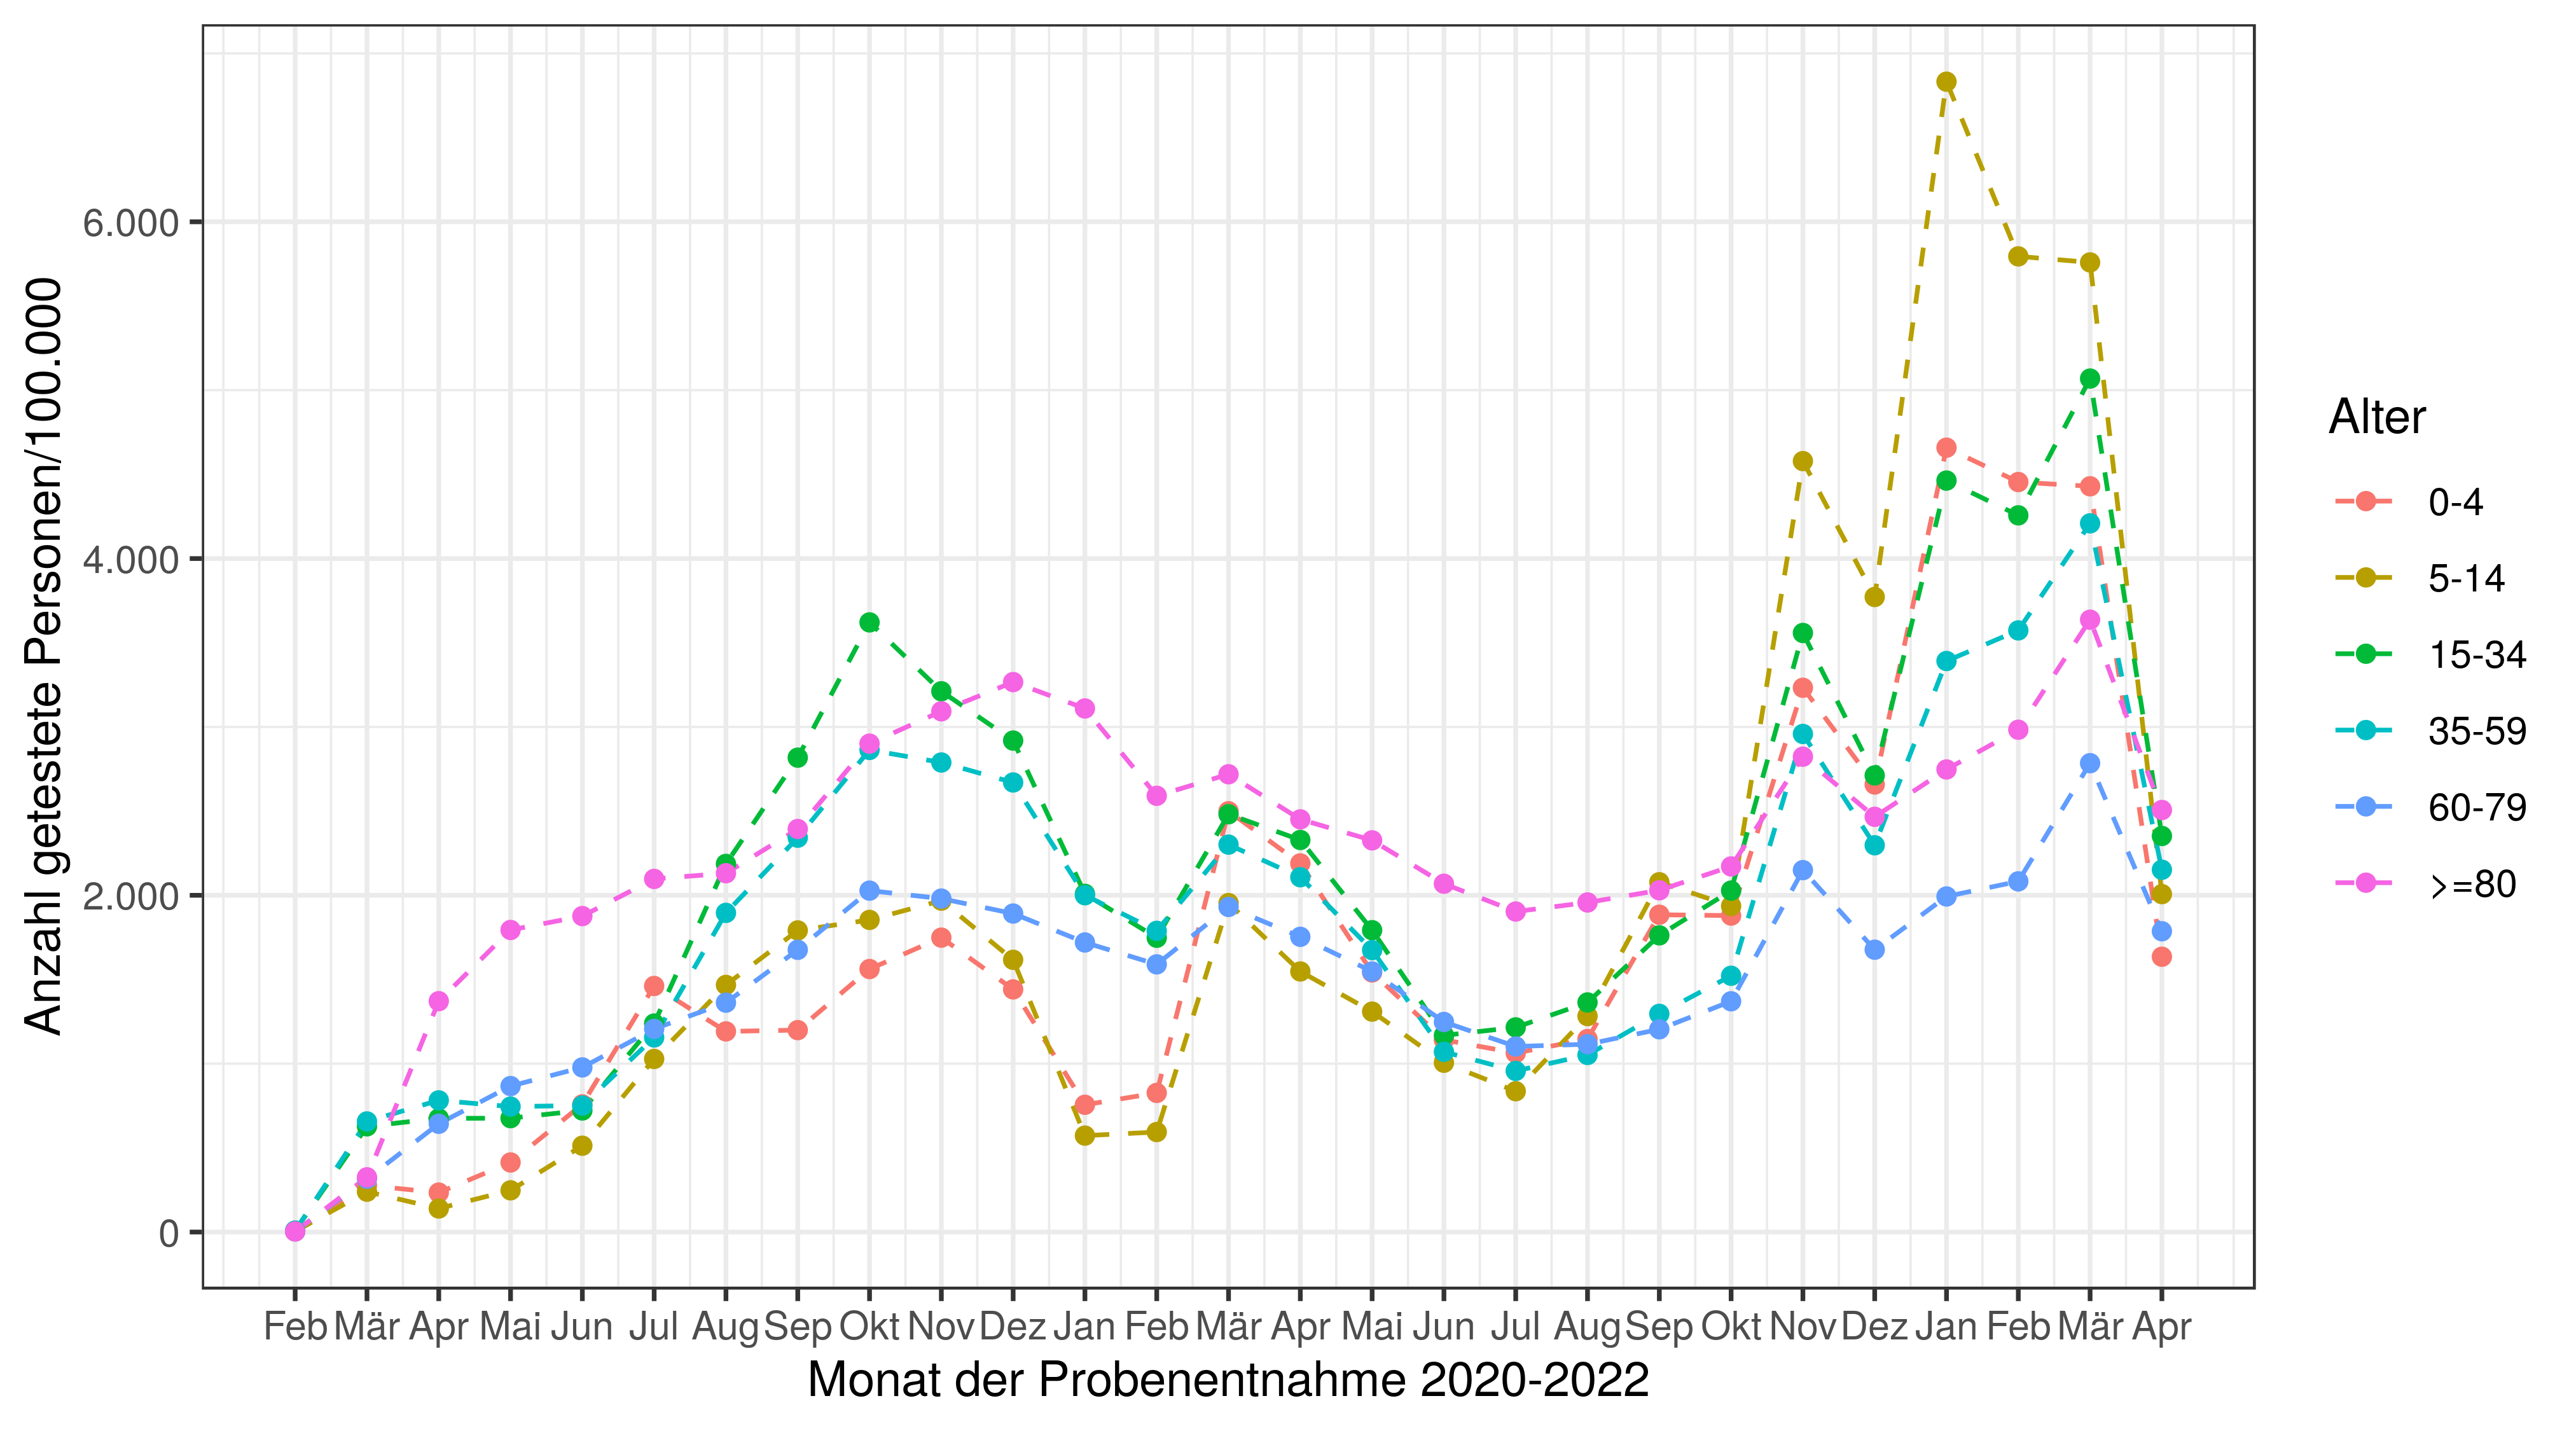 Anzahl getestete Personen/100.000
6.000
4.000
2.000
0
Feb Mär Apr Mai Jun Jul Aug Sep Okt Nov Dez Jan Feb Mär Apr Mai Jun Jul Aug Sep Okt Nov Dez Jan Feb Mär Apr
Monat der Probenentnahme 2020-2022
Alter
0-4
5-14
15-34
35-59
60-79
>=80